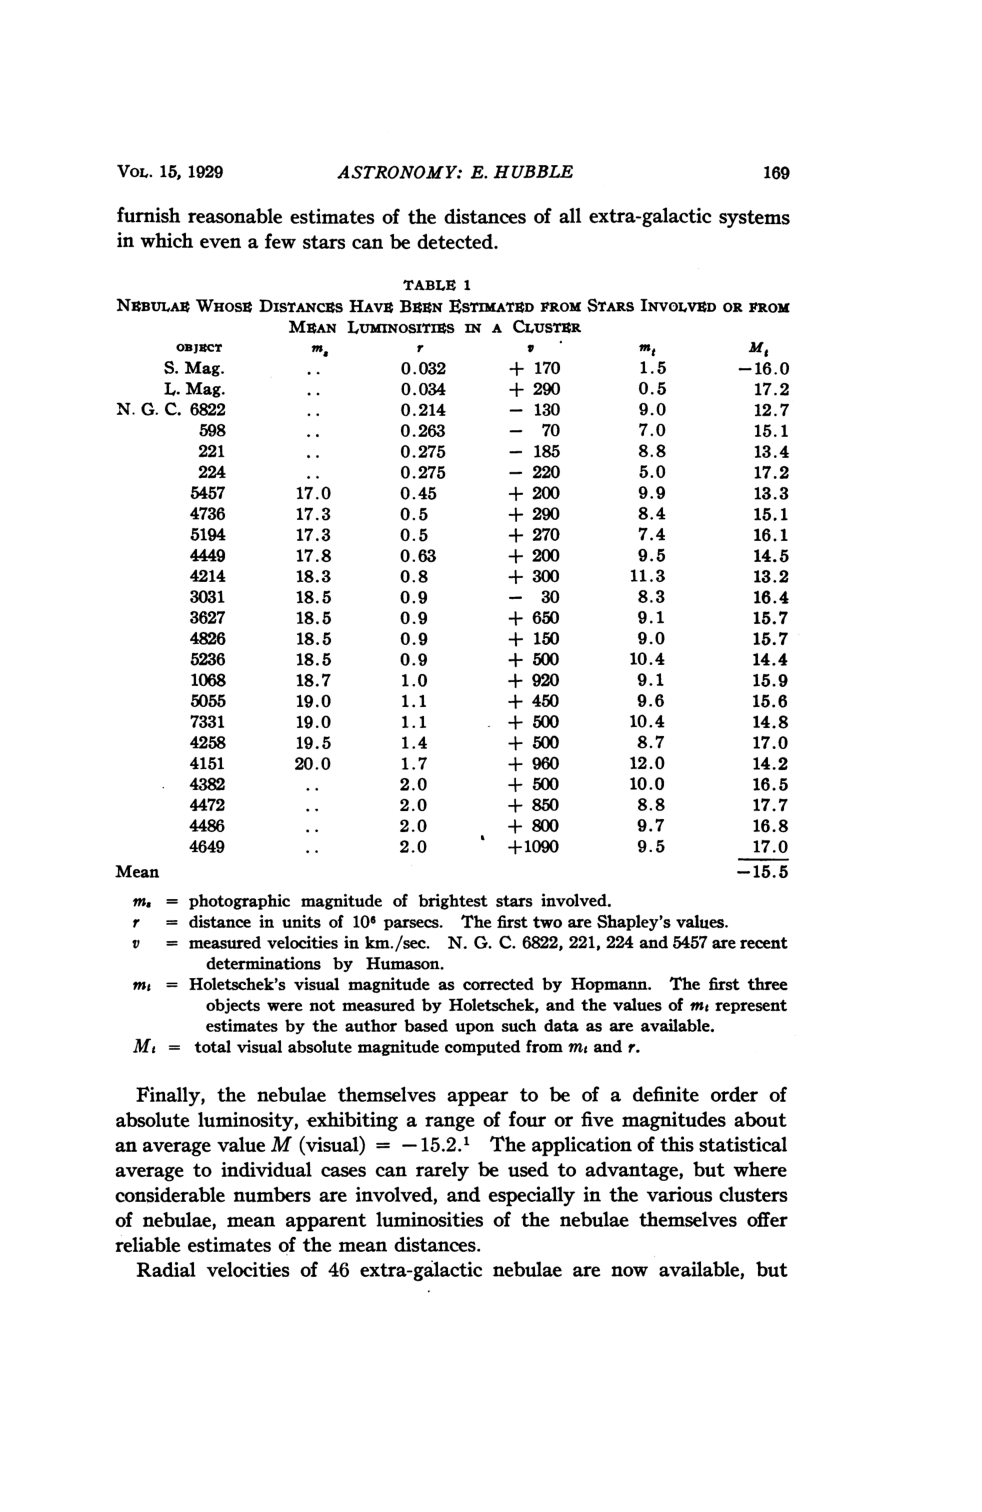 VOL. 15, 1929 ASTRONOMY: E. HUBBLE 169
furnish reasonable estimates of the distances of all extra-galactic systems
in which even a few stars can be detected.
TABLE 1
NEBULAE WHOSE DISTANCES HAVE BEEN ESTIMATED FROM STARS INVOLVED OR FROM
MEAN LUMINOSITIES IN A CLUSTER
OBJECT mₛ r v mₜ Mₜ
S. Mag. .. 0.032 + 170 1.5 −16.0
L. Mag. .. 0.034 + 290 0.5 17.2
N. G. C. 6822 .. 0.214 − 130 9.0 12.7
598 .. 0.263 − 70 7.0 15.1
221 .. 0.275 − 185 8.8 13.4
224 .. 0.275 − 220 5.0 17.2
5457 17.0 0.45 + 200 9.9 13.3
4736 17.3 0.5 + 290 8.4 15.1
5194 17.3 0.5 + 270 7.4 16.1
4449 17.8 0.63 + 200 9.5 14.5
4214 18.3 0.8 + 300 11.3 13.2
3031 18.5 0.9 − 30 8.3 16.4
3627 18.5 0.9 + 650 9.1 15.7
4826 18.5 0.9 + 150 9.0 15.7
5236 18.5 0.9 + 500 10.4 14.4
1068 18.7 1.0 + 920 9.1 15.9
5055 19.0 1.1 + 450 9.6 15.6
7331 19.0 1.1 + 500 10.4 14.8
4258 19.5 1.4 + 500 8.7 17.0
4151 20.0 1.7 + 960 12.0 14.2
4382 .. 2.0 + 500 10.0 16.5
4472 .. 2.0 + 850 8.8 17.7
4486 .. 2.0 + 800 9.7 16.8
4649 .. 2.0 +1090 9.5 17.0
Mean −15.5
mₛ = photographic magnitude of brightest stars involved.
r = distance in units of 10⁶ parsecs. The first two are Shapley's values.
v = measured velocities in km./sec. N. G. C. 6822, 221, 224 and 5457 are recent
determinations by Humason.
mₜ = Holetschek's visual magnitude as corrected by Hopmann. The first three
objects were not measured by Holetschek, and the values of mₜ represent
estimates by the author based upon such data as are available.
Mₜ = total visual absolute magnitude computed from mₜ and r.
Finally, the nebulae themselves appear to be of a definite order of
absolute luminosity, exhibiting a range of four or five magnitudes about
an average value M (visual) = −15.2.¹ The application of this statistical
average to individual cases can rarely be used to advantage, but where
considerable numbers are involved, and especially in the various clusters
of nebulae, mean apparent luminosities of the nebulae themselves offer
reliable estimates of the mean distances.
Radial velocities of 46 extra-galactic nebulae are now available, but